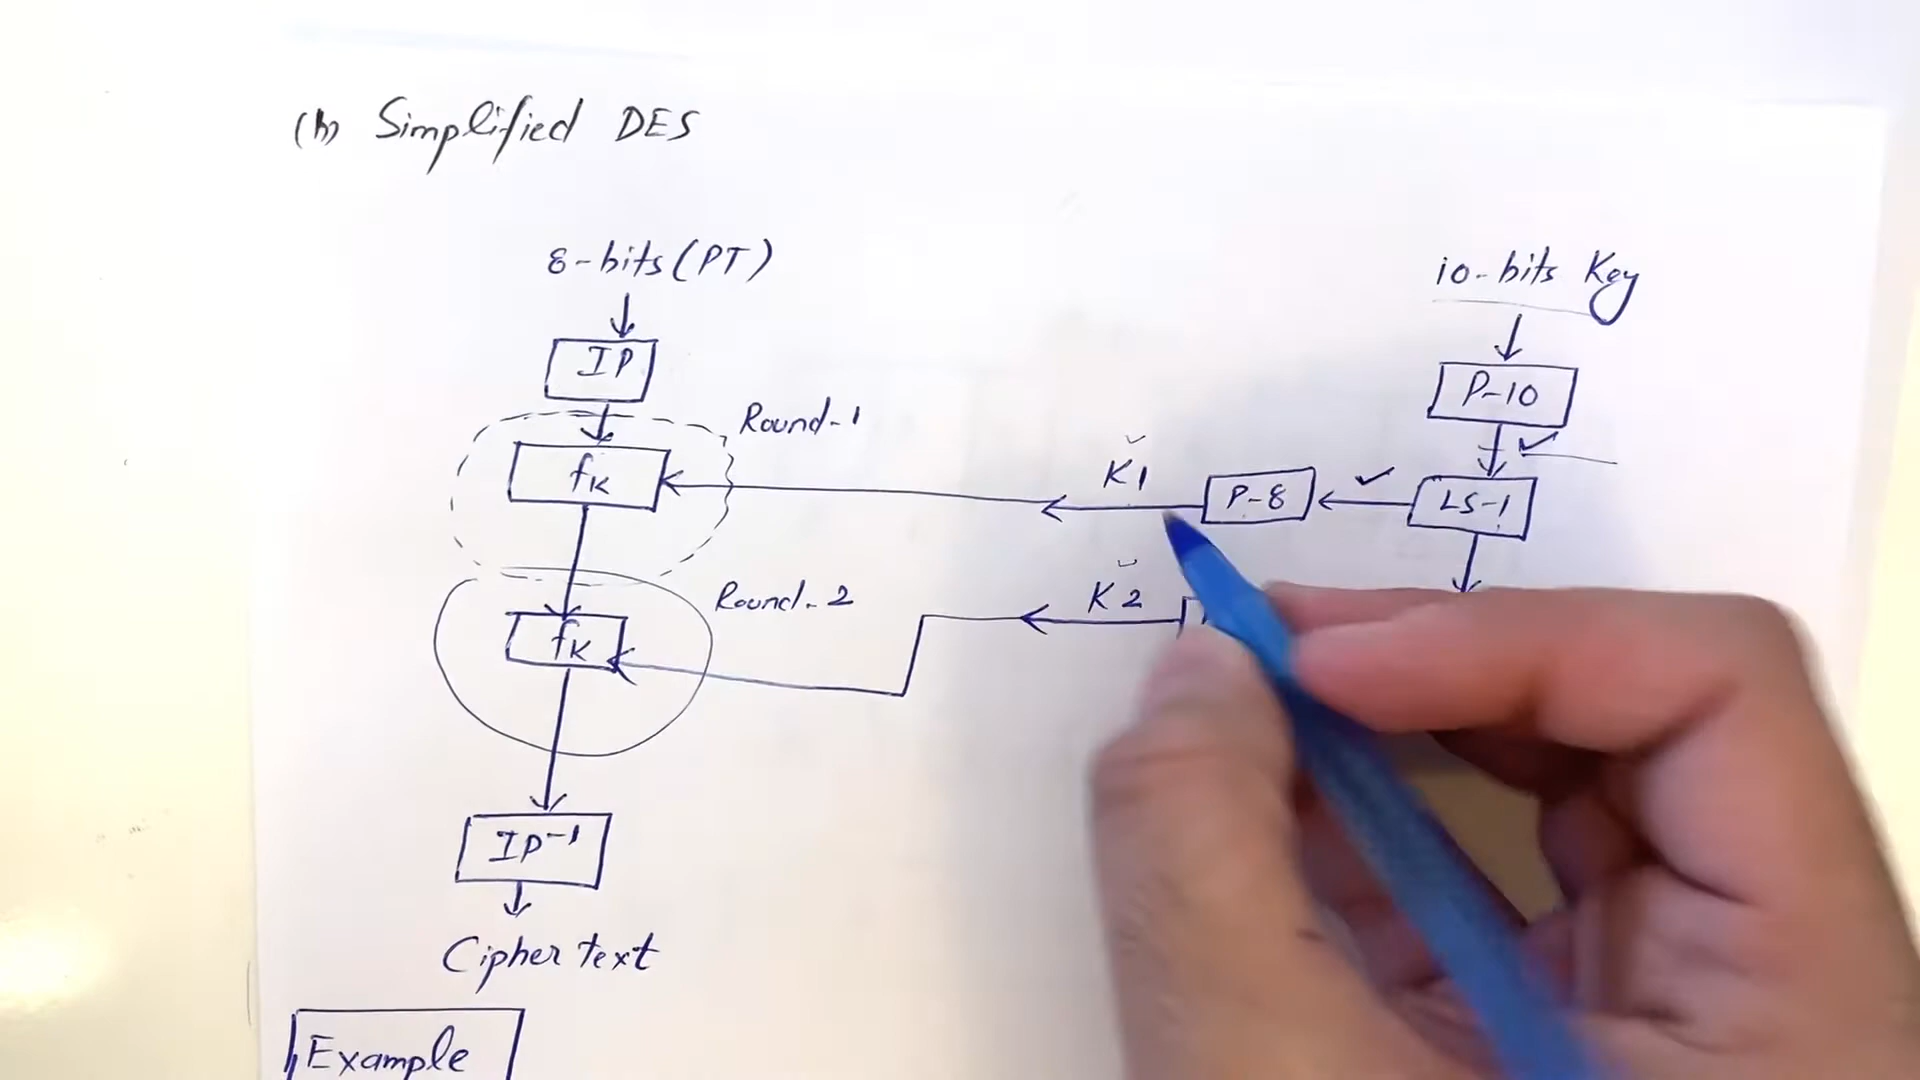 (h) Simplified DES
8-bits (PT)
10-bits Key
IP
P-10
Round-1
fK
K1
P-8
LS-1
Round-2
K2
fK
IP-1
Cipher text
Example